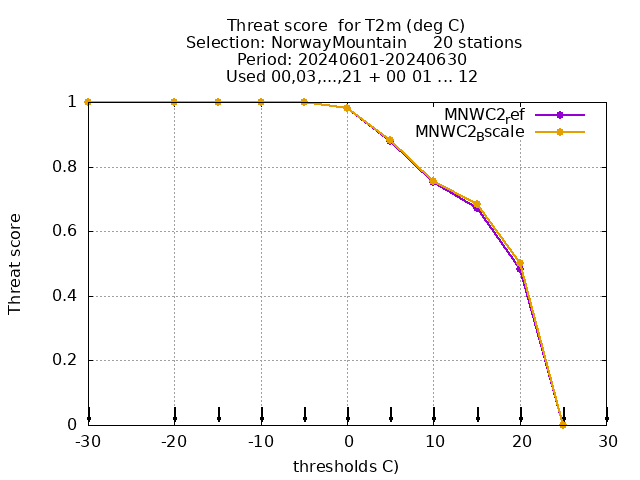 Threat score  for T2m (deg C)
Selection: NorwayMountain     20 stations
Period: 20240601-20240630
Used 00,03,...,21 + 00 01 ... 12
MNWC2ref
MNWC2Bscale
Threat score
1
0.8
0.6
0.4
0.2
0
-30 -20 -10 0 10 20 30
thresholds C)